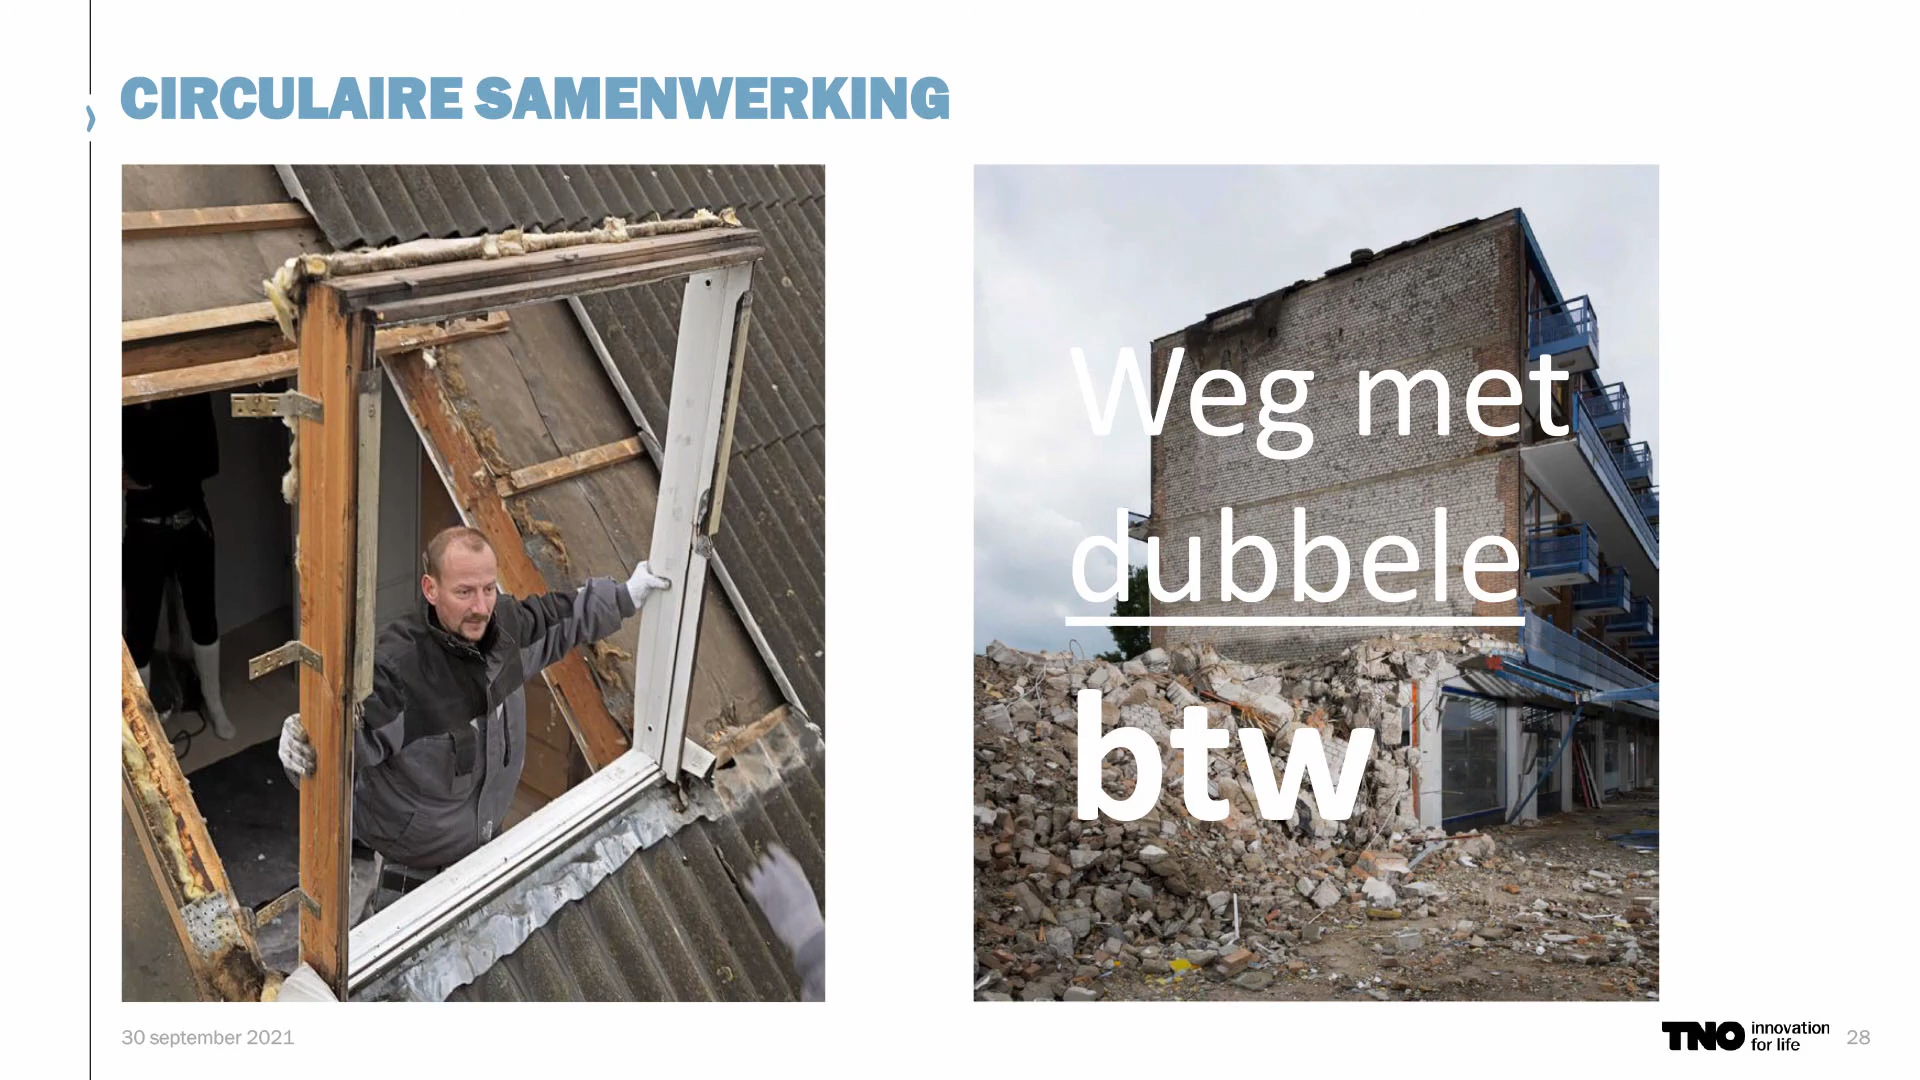 CIRCULAIRE SAMENWERKING
Weg met
dubbele
btw
30 september 2021
TNO innovation
for life
28